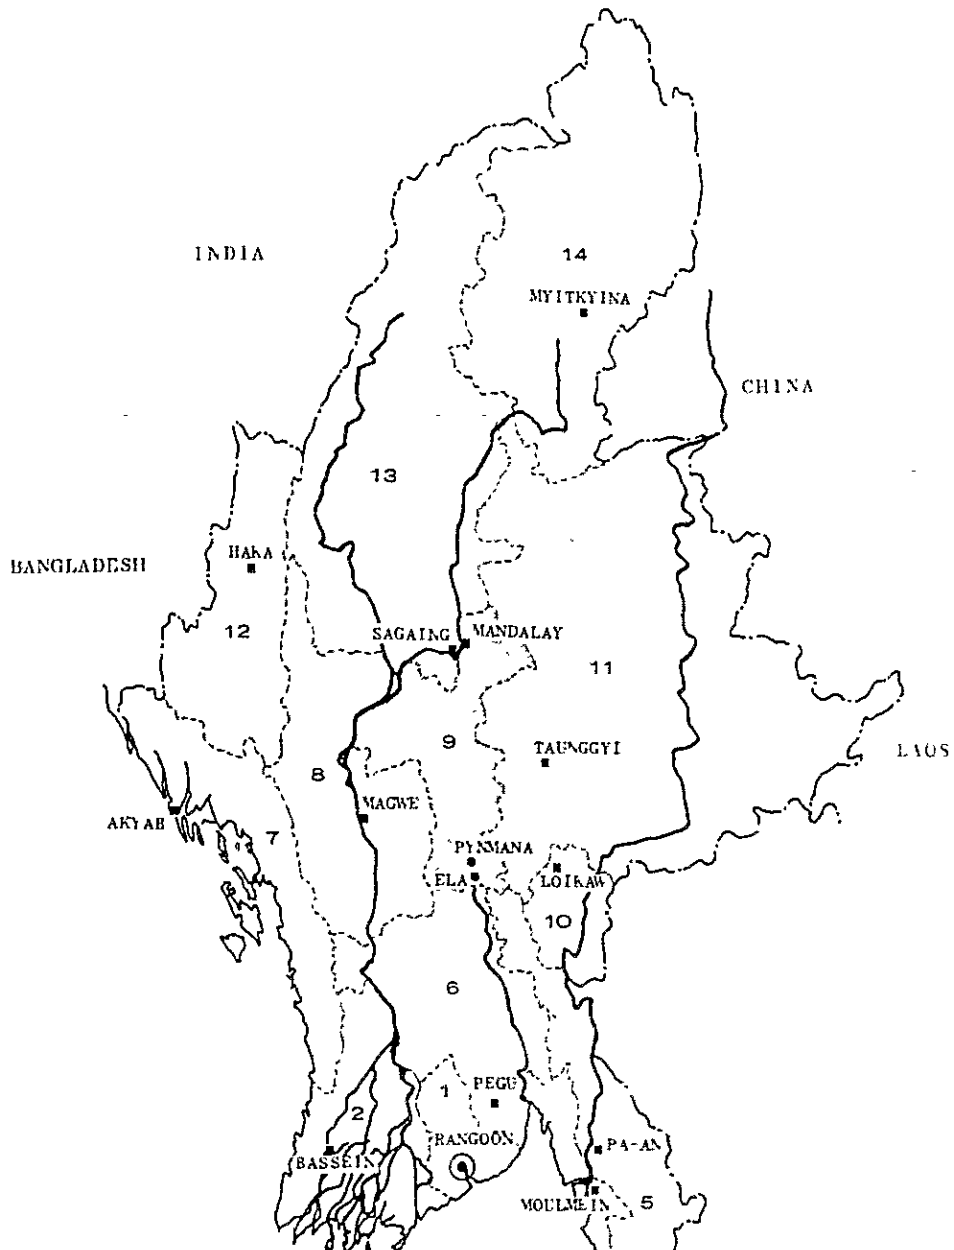 INDIA
14
MYITKYINA
CHINA
13
BANGLADESH
HAKA
12
SAGAING
MANDALAY
11
9
TAUNGGYI
LAOS
8
MAGWE
AKYAB
7
PYNMANA
ELA
LOIKAW
10
6
1
PEGU
2
RANGOON
BASSEIN
PA-AN
MOULMEIN
5